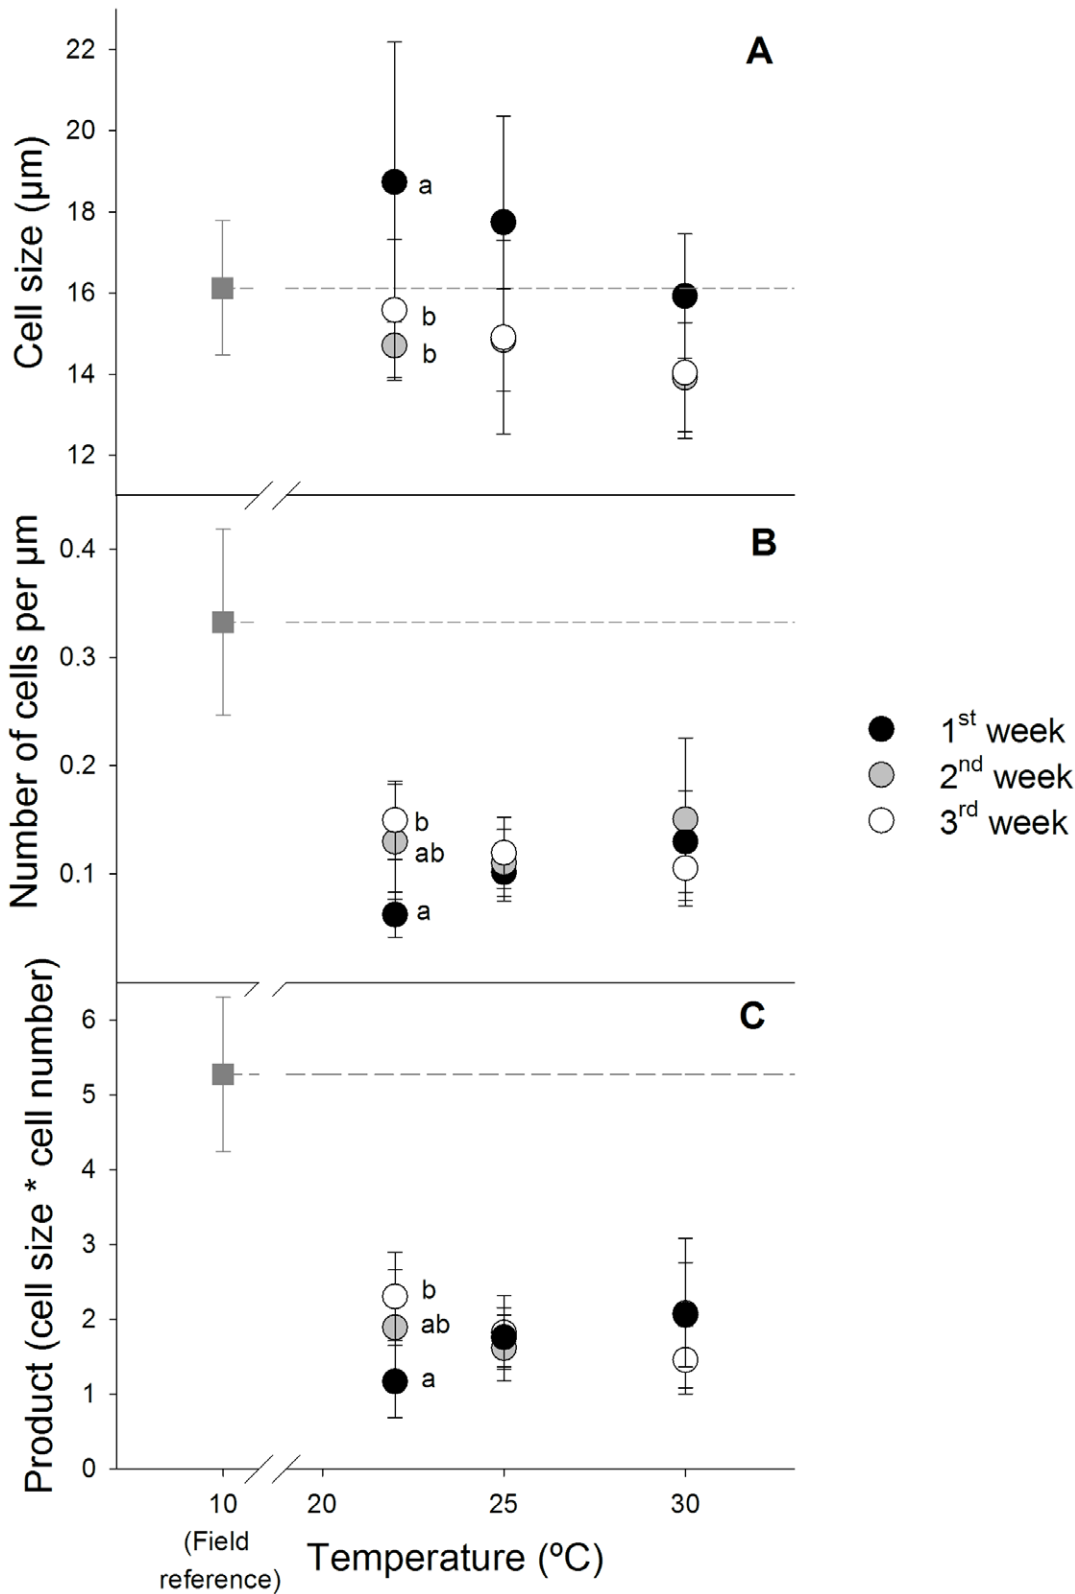 A
Cell size (µm)
22
20
18
16
14
12
a
b
b
B
Number of cells per µm
0.4
0.3
0.2
0.1
b
ab
a
1st week
2nd week
3rd week
C
Product (cell size * cell number)
6
5
4
3
2
1
0
b
ab
a
10
20
25
30
(Field
reference)
Temperature (ºC)